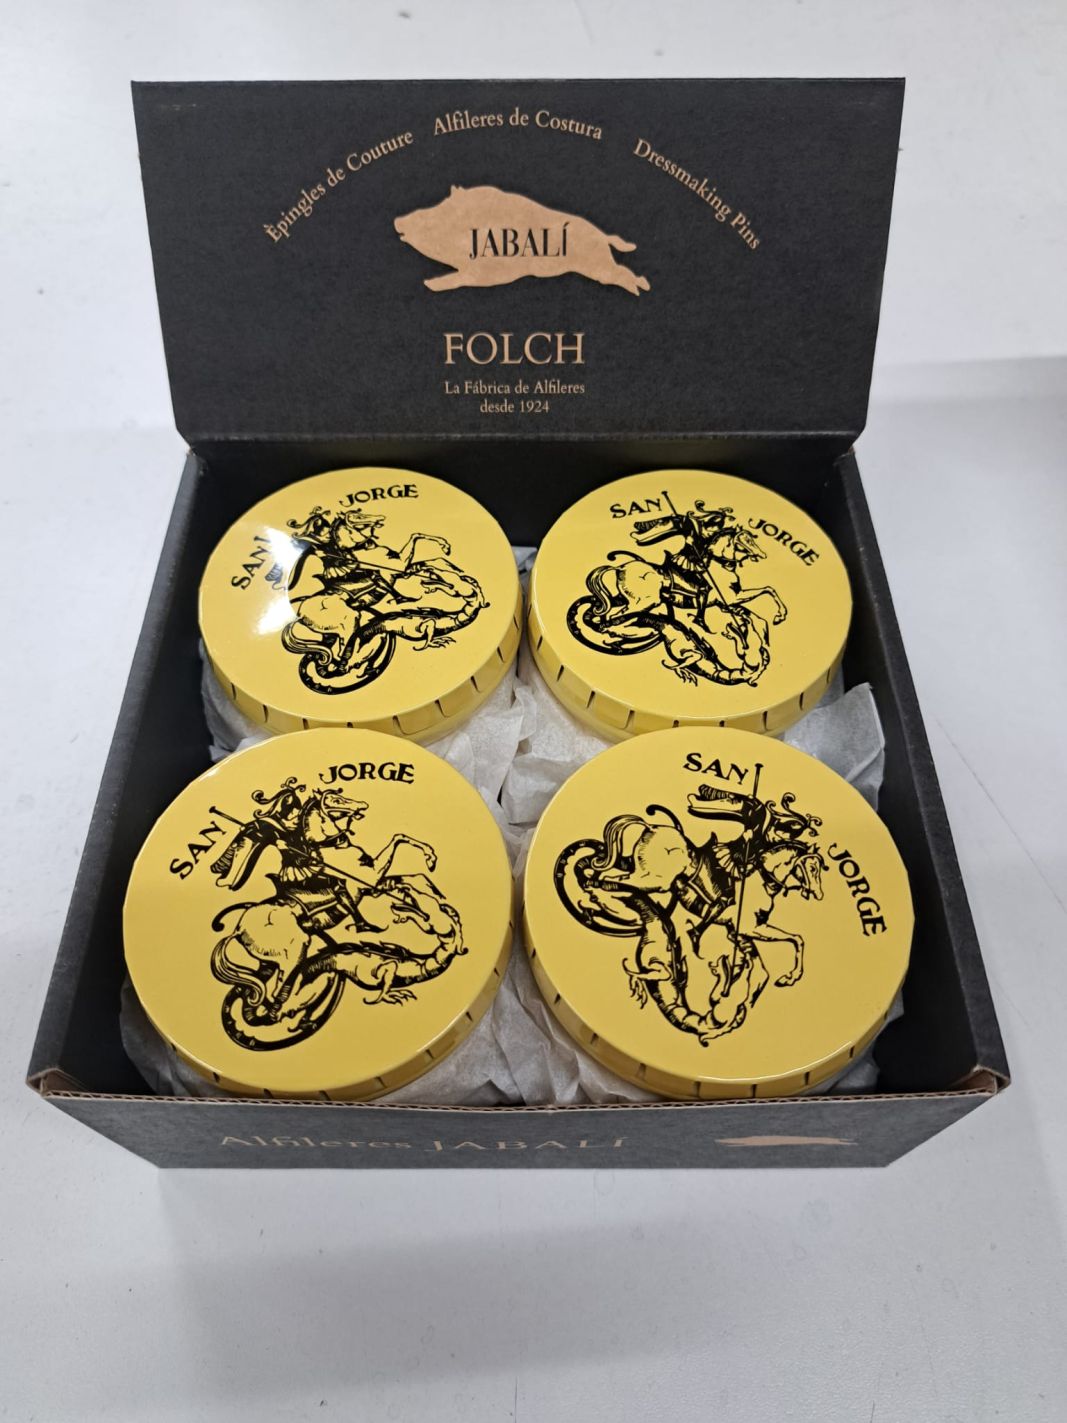 Èpingles de Couture
Alfileres de Costura
Dressmaking Pins
JABALÍ
FOLCH
La Fábrica de Alfileres
desde 1924
SAN JORGE
SAN JORGE
SAN JORGE
SAN JORGE
Alfileres JABALÍ